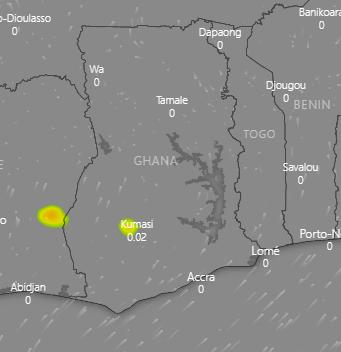 o-Dioulasso
0
Banikoara
0
Dapaong
0
Wa
0
Djougou
0
Tamale
0
BENIN
TOGO
GHANA
E
Savalou
0
o
Kumasi
0.02
Porto-N
0
Lomé
0
Accra
0
Abidjan
0